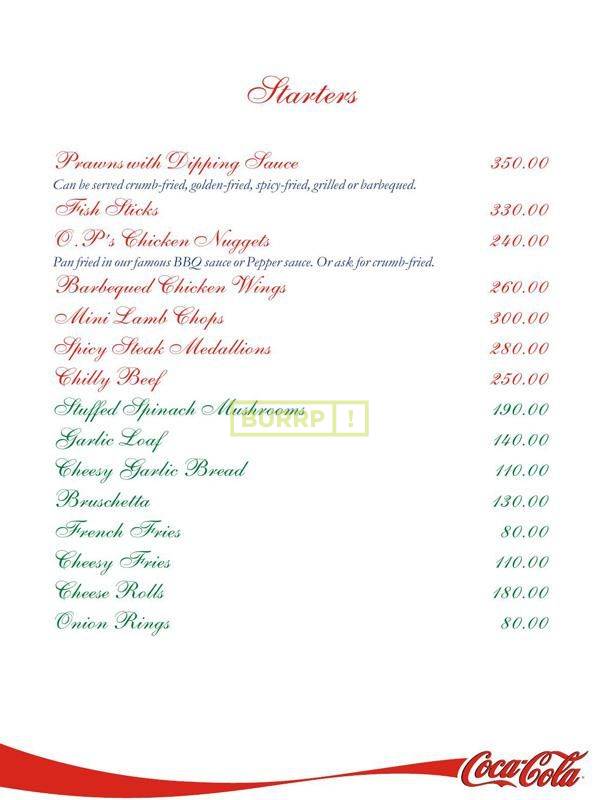 Starters
Prawns with Dipping Sauce 350.00
Can be served crumb-fried, golden-fried, spicy-fried, grilled or barbequed.
Fish Sticks 330.00
O.P's Chicken Nuggets 240.00
Pan fried in our famous BBQ sauce or Pepper sauce. Or ask for crumb-fried.
Barbequed Chicken Wings 260.00
Mini Lamb Chops 300.00
Spicy Steak Medallions 280.00
Chilly Beef 250.00
Stuffed Spinach Mushrooms 190.00
BURRP !
Garlic Loaf 140.00
Cheesy Garlic Bread 110.00
Bruschetta 130.00
French Fries 80.00
Cheesy Fries 110.00
Cheese Rolls 180.00
Onion Rings 80.00
Coca-Cola